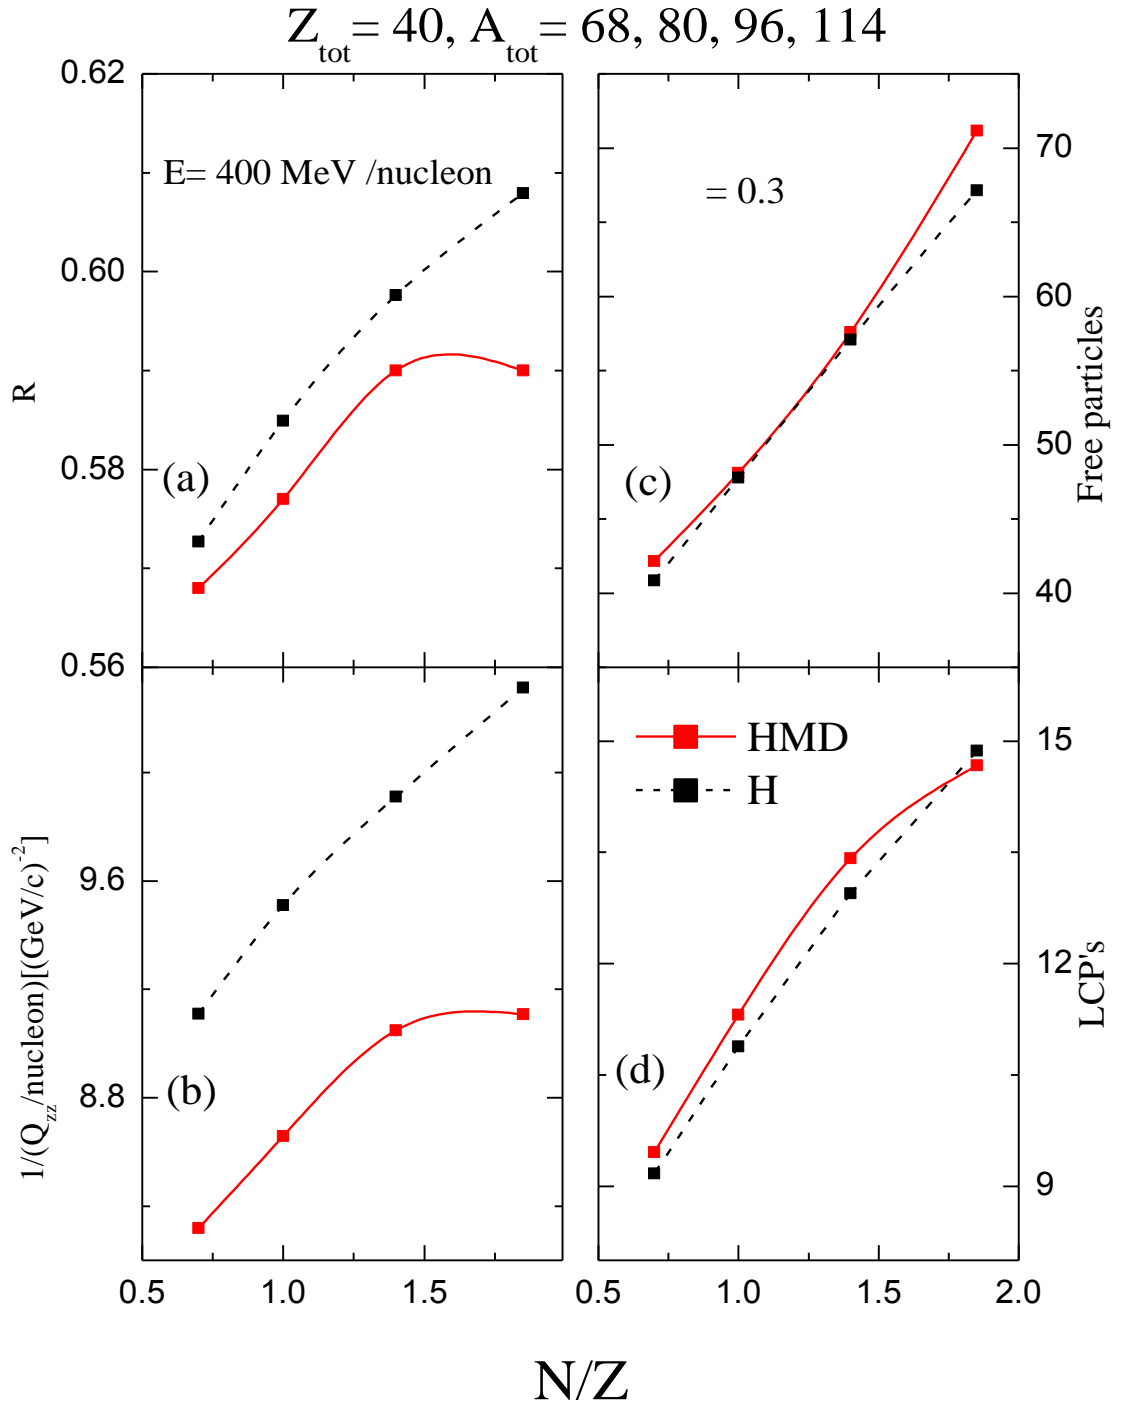 Z_tot = 40, A_tot = 68, 80, 96, 114
0.62
0.60
0.58
0.56
R
E= 400 MeV /nucleon
(a)
= 0.3
(c)
70
60
50
40
Free particles
9.6
8.8
1/(Q_zz/nucleon)[(GeV/c)^-2]
(b)
HMD
H
(d)
15
12
9
LCP's
0.5 1.0 1.5
0.5 1.0 1.5 2.0
N/Z